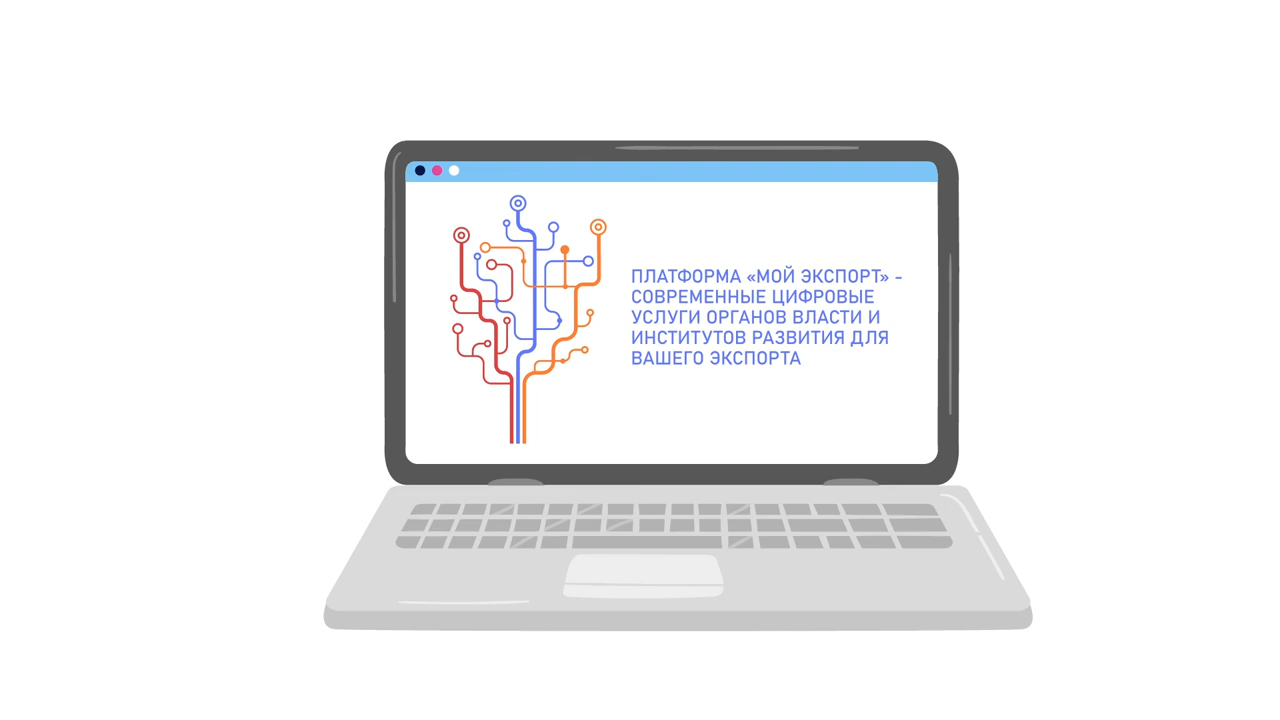 ПЛАТФОРМА «МОЙ ЭКСПОРТ» -
СОВРЕМЕННЫЕ ЦИФРОВЫЕ
УСЛУГИ ОРГАНОВ ВЛАСТИ И
ИНСТИТУТОВ РАЗВИТИЯ ДЛЯ
ВАШЕГО ЭКСПОРТА